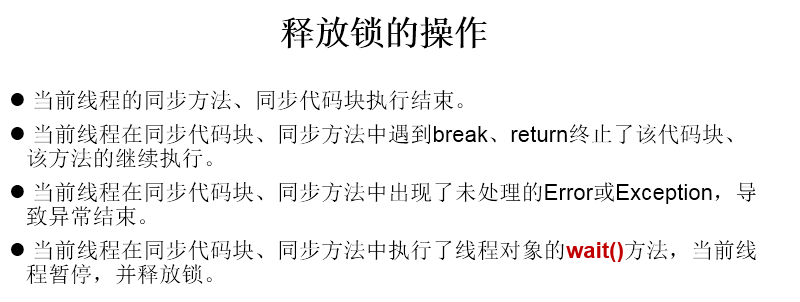 释放锁的操作
● 当前线程的同步方法、同步代码块执行结束。
● 当前线程在同步代码块、同步方法中遇到break、return终止了该代码块、
该方法的继续执行。
● 当前线程在同步代码块、同步方法中出现了未处理的Error或Exception，导
致异常结束。
● 当前线程在同步代码块、同步方法中执行了线程对象的wait()方法，当前线
程暂停，并释放锁。